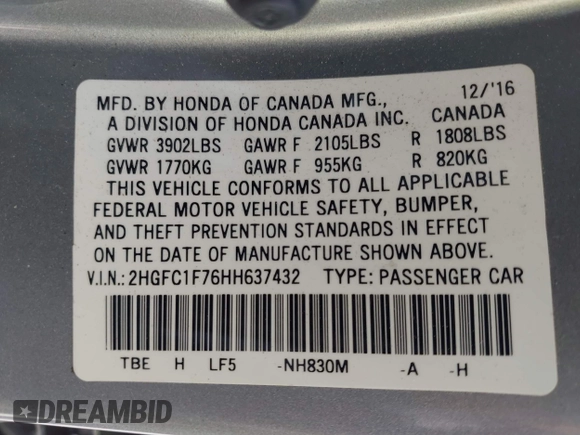 12/'16
MFD. BY HONDA OF CANADA MFG., CANADA
A DIVISION OF HONDA CANADA INC.
GVWR 3902LBS GAWR F 2105LBS R 1808LBS
GVWR 1770KG GAWR F 955KG R 820KG
THIS VEHICLE CONFORMS TO ALL APPLICABLE
FEDERAL MOTOR VEHICLE SAFETY, BUMPER,
AND THEFT PREVENTION STANDARDS IN EFFECT
ON THE DATE OF MANUFACTURE SHOWN ABOVE.
V.I.N.: 2HGFC1F76HH637432 TYPE: PASSENGER CAR
TBE H LF5 -NH830M -A -H
DREAMBID